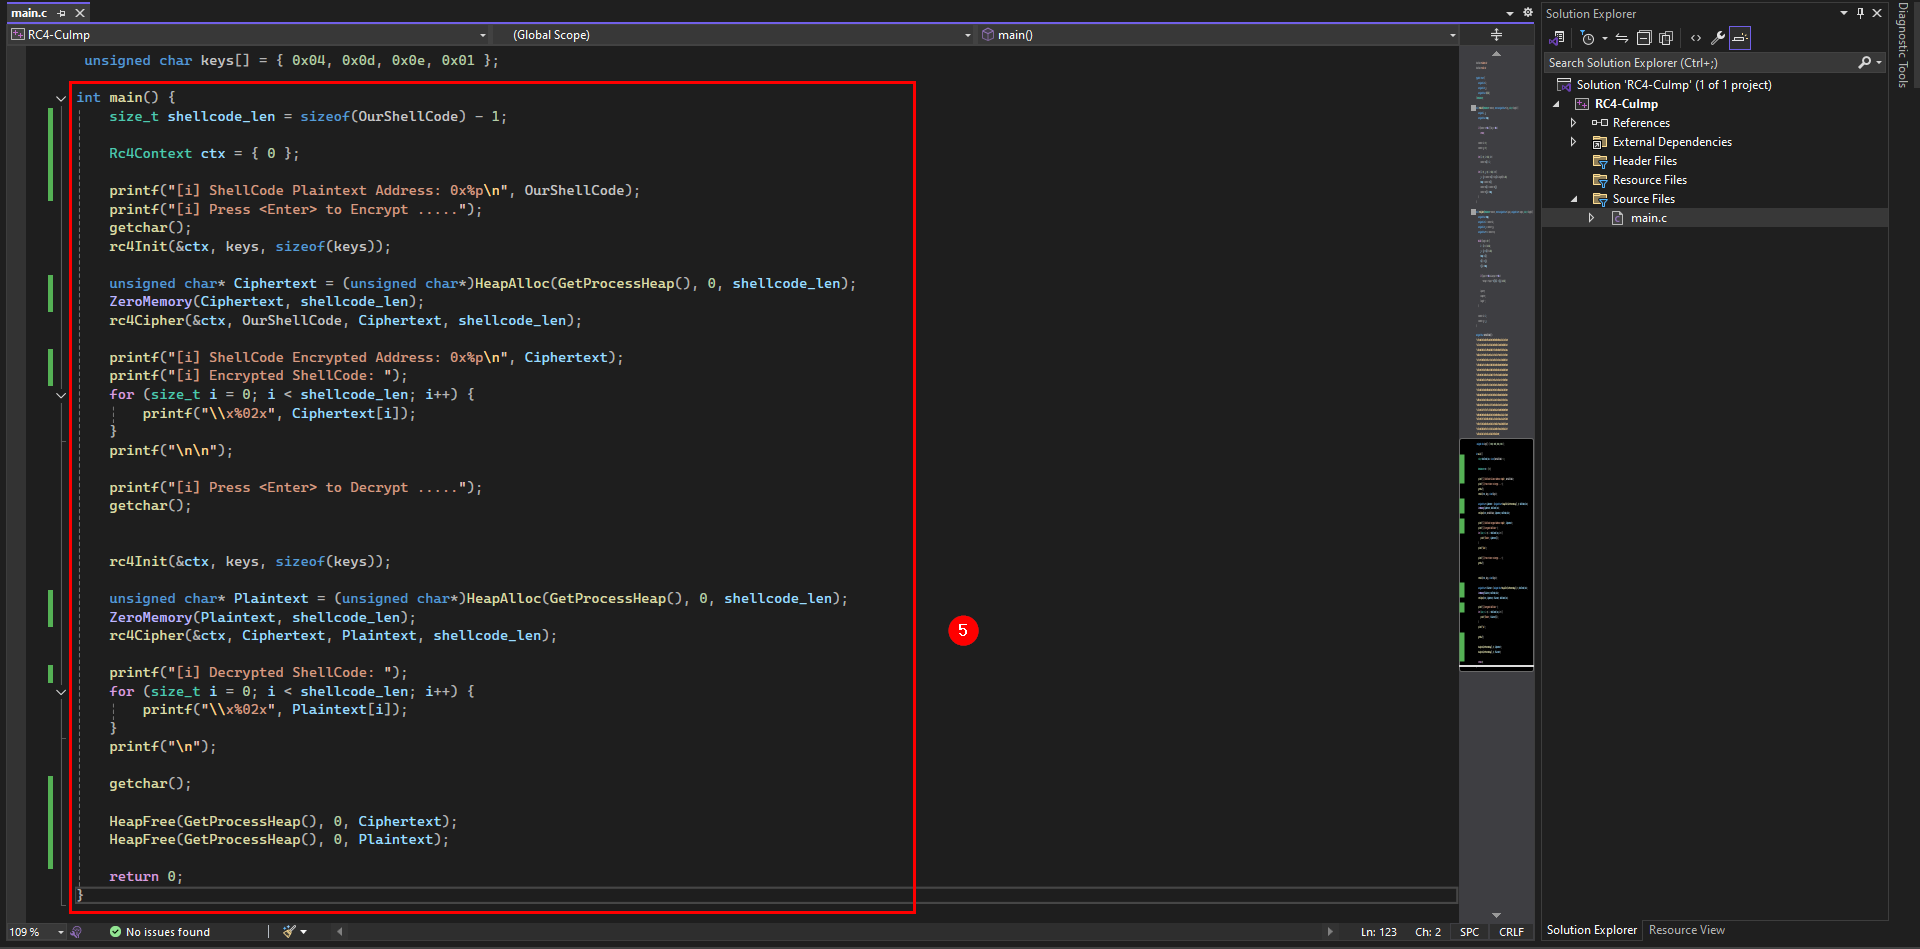 main.c
RC4-CuImp
(Global Scope)
main()
unsigned char keys[] = { 0x04, 0x0d, 0x0e, 0x01 };
int main() {
size_t shellcode_len = sizeof(OurShellCode) - 1;
Rc4Context ctx = { 0 };
printf("[i] ShellCode Plaintext Address: 0x%p\n", OurShellCode);
printf("[i] Press <Enter> to Encrypt .....");
getchar();
rc4Init(&ctx, keys, sizeof(keys));
unsigned char* Ciphertext = (unsigned char*)HeapAlloc(GetProcessHeap(), 0, shellcode_len);
ZeroMemory(Ciphertext, shellcode_len);
rc4Cipher(&ctx, OurShellCode, Ciphertext, shellcode_len);
printf("[i] ShellCode Encrypted Address: 0x%p\n", Ciphertext);
printf("[i] Encrypted ShellCode: ");
for (size_t i = 0; i < shellcode_len; i++) {
printf("\\x%02x", Ciphertext[i]);
}
printf("\n\n");
printf("[i] Press <Enter> to Decrypt .....");
getchar();
rc4Init(&ctx, keys, sizeof(keys));
unsigned char* Plaintext = (unsigned char*)HeapAlloc(GetProcessHeap(), 0, shellcode_len);
ZeroMemory(Plaintext, shellcode_len);
rc4Cipher(&ctx, Ciphertext, Plaintext, shellcode_len);
printf("[i] Decrypted ShellCode: ");
for (size_t i = 0; i < shellcode_len; i++) {
printf("\\x%02x", Plaintext[i]);
}
printf("\n");
getchar();
HeapFree(GetProcessHeap(), 0, Ciphertext);
HeapFree(GetProcessHeap(), 0, Plaintext);
return 0;
}
5
109 %
No issues found
Ln: 123
Ch: 2
SPC
CRLF
Solution Explorer
Search Solution Explorer (Ctrl+;)
Solution 'RC4-CuImp' (1 of 1 project)
RC4-CuImp
References
External Dependencies
Header Files
Resource Files
Source Files
main.c
Solution Explorer
Resource View
Diagnostic Tools